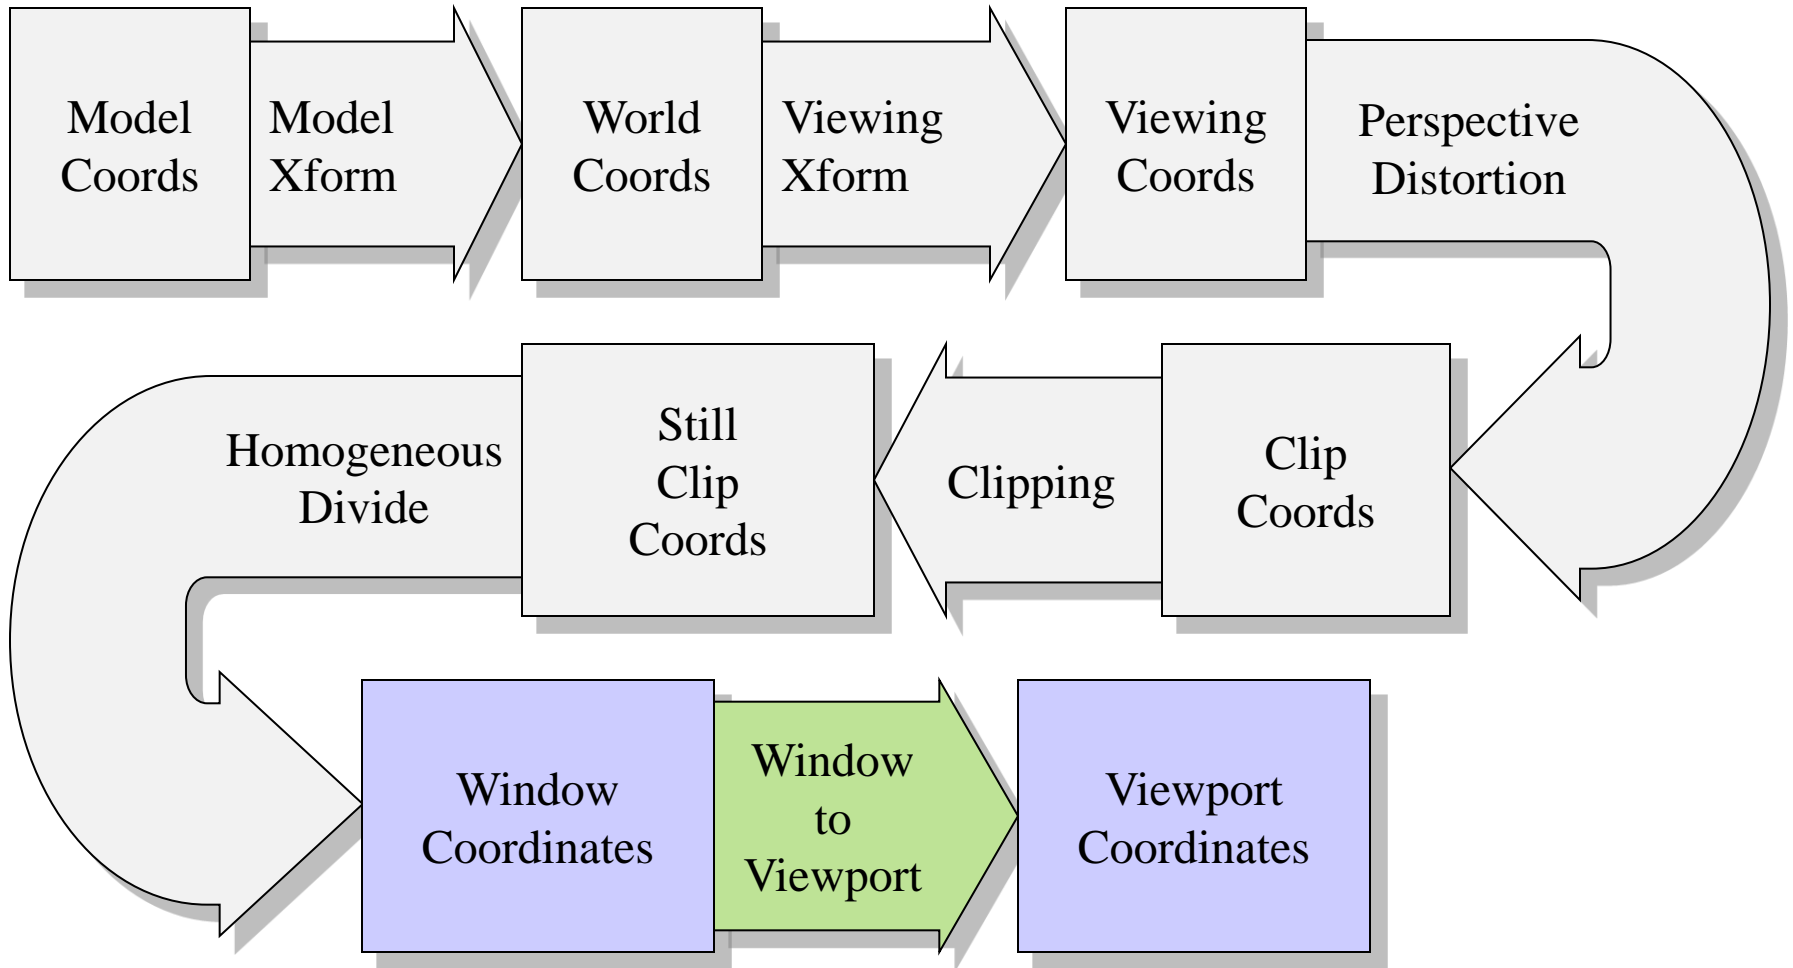 Model
Coords
Model
Xform
World
Coords
Viewing
Xform
Viewing
Coords
Perspective
Distortion
Homogeneous
Divide
Still
Clip
Coords
Clipping
Clip
Coords
Window
Coordinates
Window
to
Viewport
Viewport
Coordinates